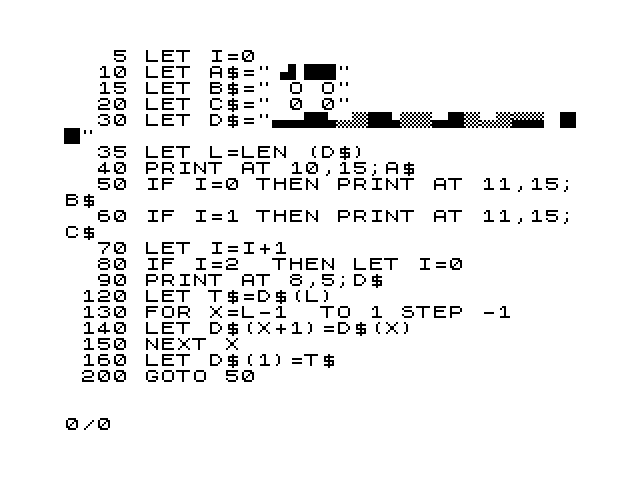 5 LET I=0
10 LET A$=" ▟ ███"
15 LET B$=" O O"
20 LET C$=" 0 0"
30 LET D$="
"
35 LET L=LEN (D$)
40 PRINT AT 10,15;A$
50 IF I=0 THEN PRINT AT 11,15;
B$
60 IF I=1 THEN PRINT AT 11,15;
C$
70 LET I=I+1
80 IF I=2  THEN LET I=0
90 PRINT AT 8,5;D$
120 LET T$=D$(L)
130 FOR X=L-1  TO 1 STEP -1
140 LET D$(X+1)=D$(X)
150 NEXT X
160 LET D$(1)=T$
200 GOTO 50
0/0